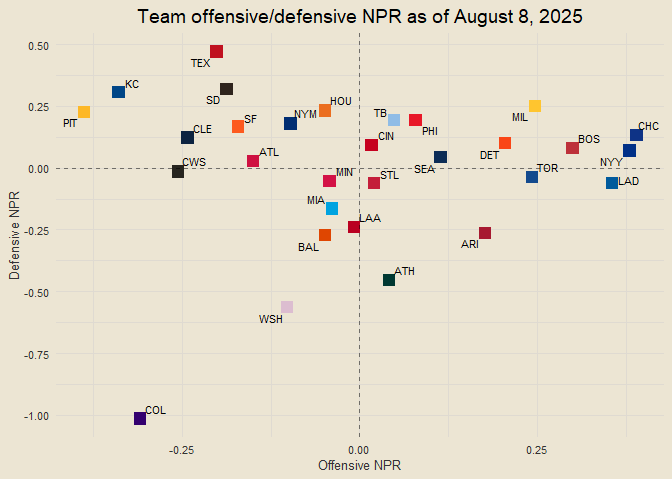 Team offensive/defensive NPR as of August 8, 2025
0.50
TEX
KC
SD
0.25
HOU
MIL
PIT
NYM
TB
SF
CHC
CLE
PHI
CIN
BOS
ATL
DET
NYY
CWS
0.00
SEA
TOR
MIN
STL
LAD
MIA
LAA
-0.25
BAL
ARI
ATH
-0.50
WSH
-0.75
COL
-1.00
Defensive NPR
-0.25
0.00
0.25
Offensive NPR